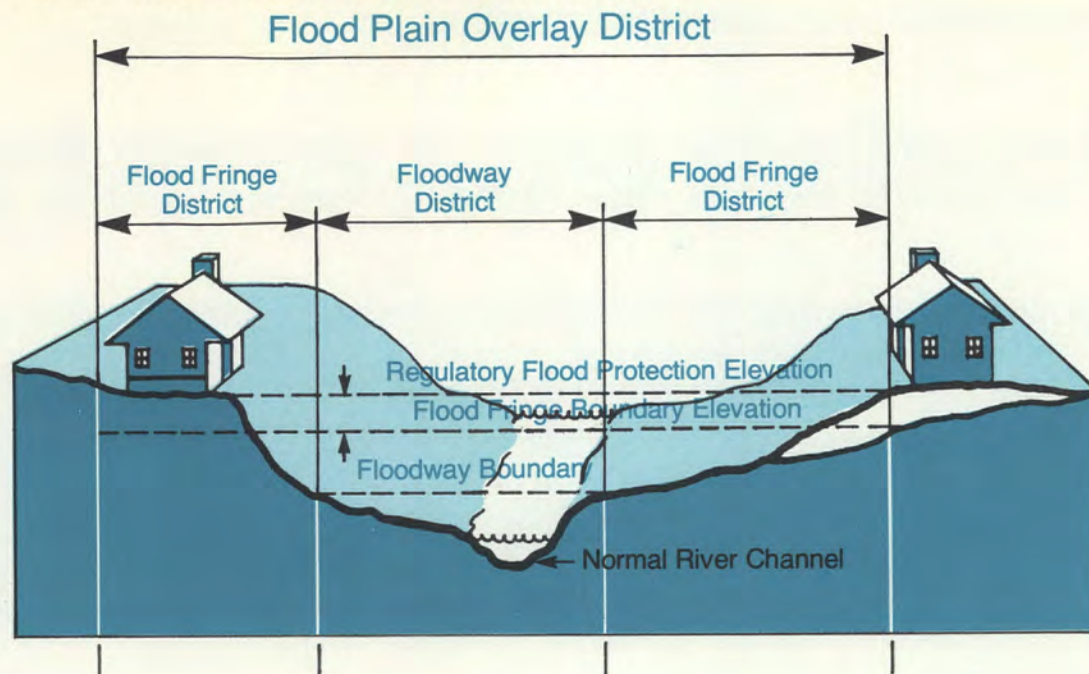 Flood Plain Overlay District
Flood Fringe
District
Floodway
District
Flood Fringe
District
Regulatory Flood Protection Elevation
Flood Fringe Boundary Elevation
Floodway Boundary
Normal River Channel